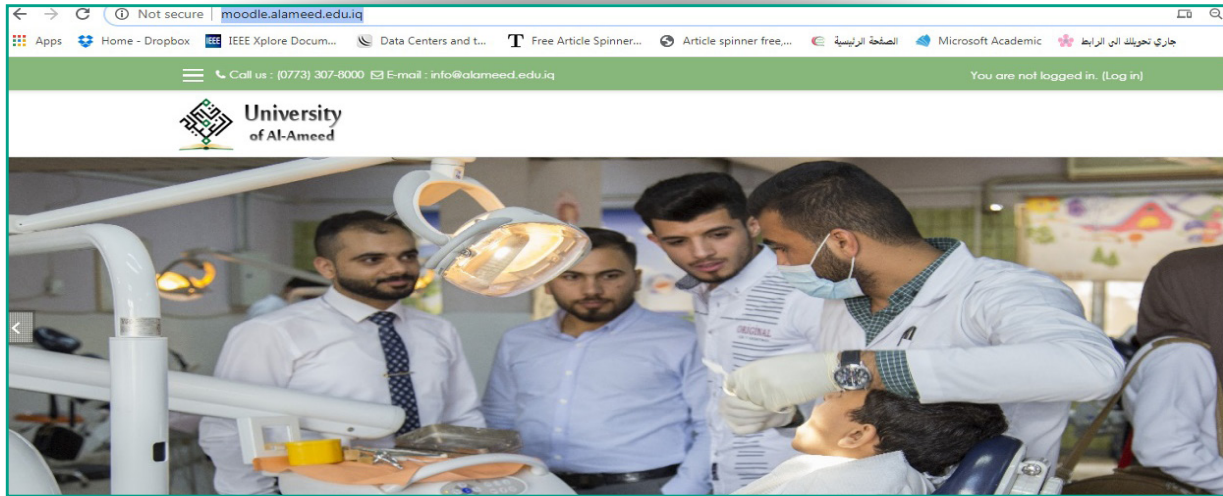 Not secure | moodle.alameed.edu.iq
Apps Home - Dropbox IEEE IEEE Xplore Docum... Data Centers and t... T Free Article Spinner... Article spinner free,... الصفحة الرئيسية Microsoft Academic جاري تحويلك الى الرابط
Call us : (0773) 307-8000 E-mail : info@alameed.edu.iq You are not logged in. (Log in)
University
of Al-Ameed
ORIGINAL